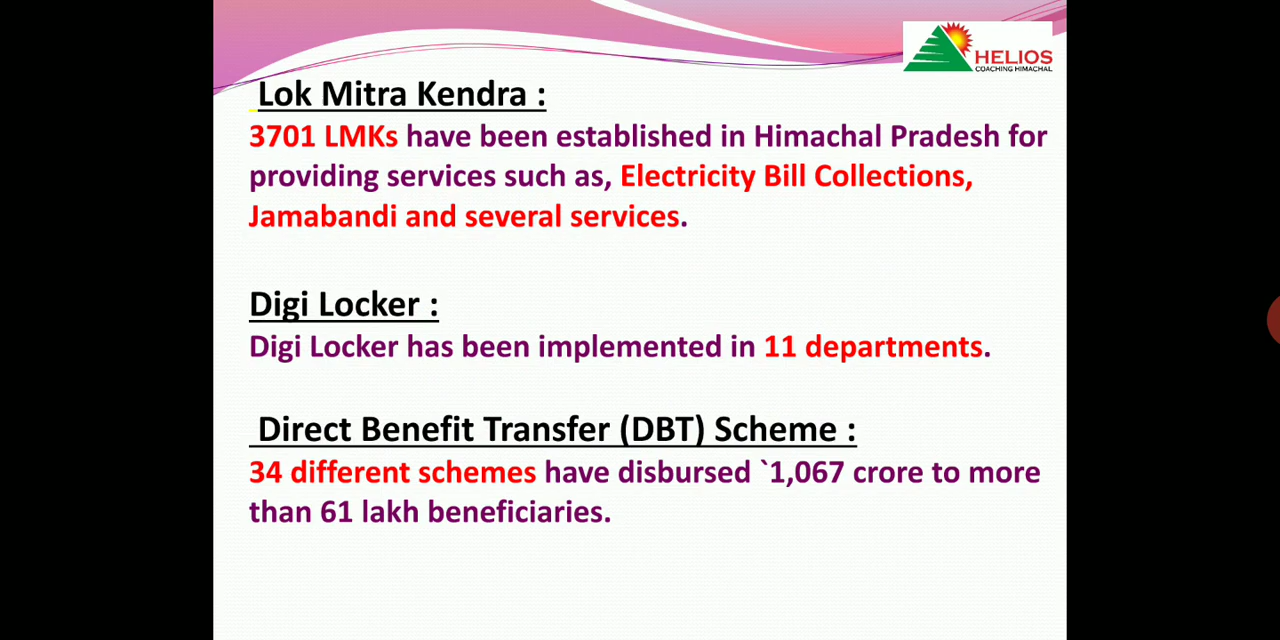 HELIOS
COACHING HIMACHAL
Lok Mitra Kendra :
3701 LMKs have been established in Himachal Pradesh for
providing services such as, Electricity Bill Collections,
Jamabandi and several services.
Digi Locker :
Digi Locker has been implemented in 11 departments.
Direct Benefit Transfer (DBT) Scheme :
34 different schemes have disbursed `1,067 crore to more
than 61 lakh beneficiaries.